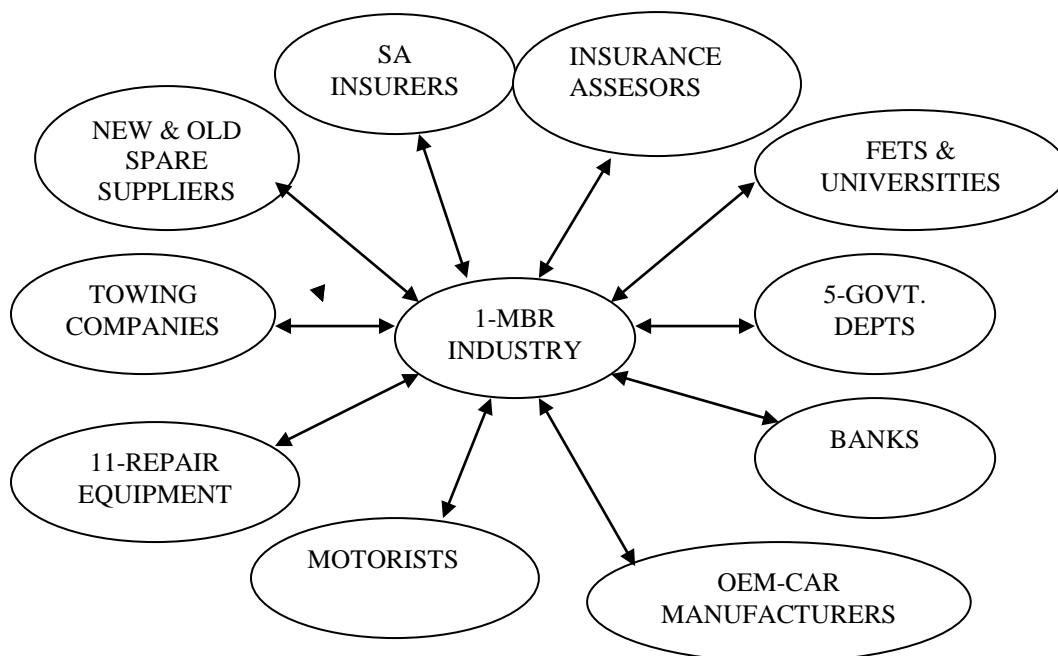 SA
INSURERS
INSURANCE
ASSESORS
NEW & OLD
SPARE
SUPPLIERS
FETS &
UNIVERSITIES
TOWING
COMPANIES
1-MBR
INDUSTRY
5-GOVT.
DEPTS
11-REPAIR
EQUIPMENT
BANKS
MOTORISTS
OEM-CAR
MANUFACTURERS